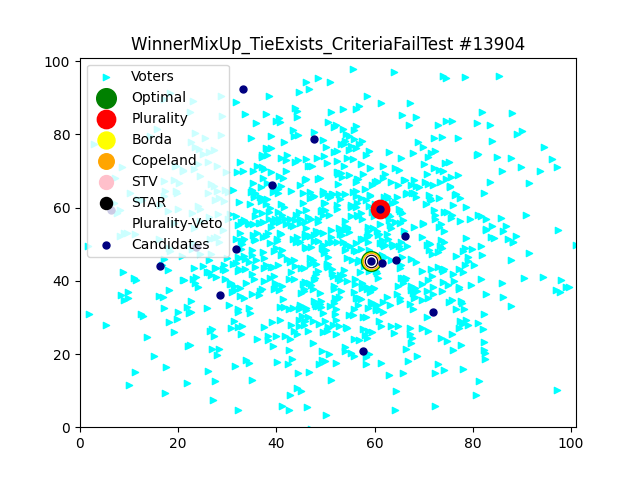 WinnerMixUp_TieExists_CriteriaFailTest #13904
Voters
Optimal
Plurality
Borda
Copeland
STV
STAR
Plurality-Veto
Candidates
100
80
60
40
20
0
0 20 40 60 80 100